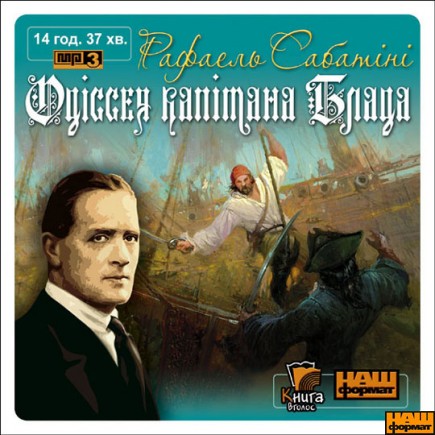 14 год. 37 хв.
mp3
Рафаель Сабатіні
Одіссея капітана Блада
Книга
Вголос
НАШ
формат
НАШ
формат